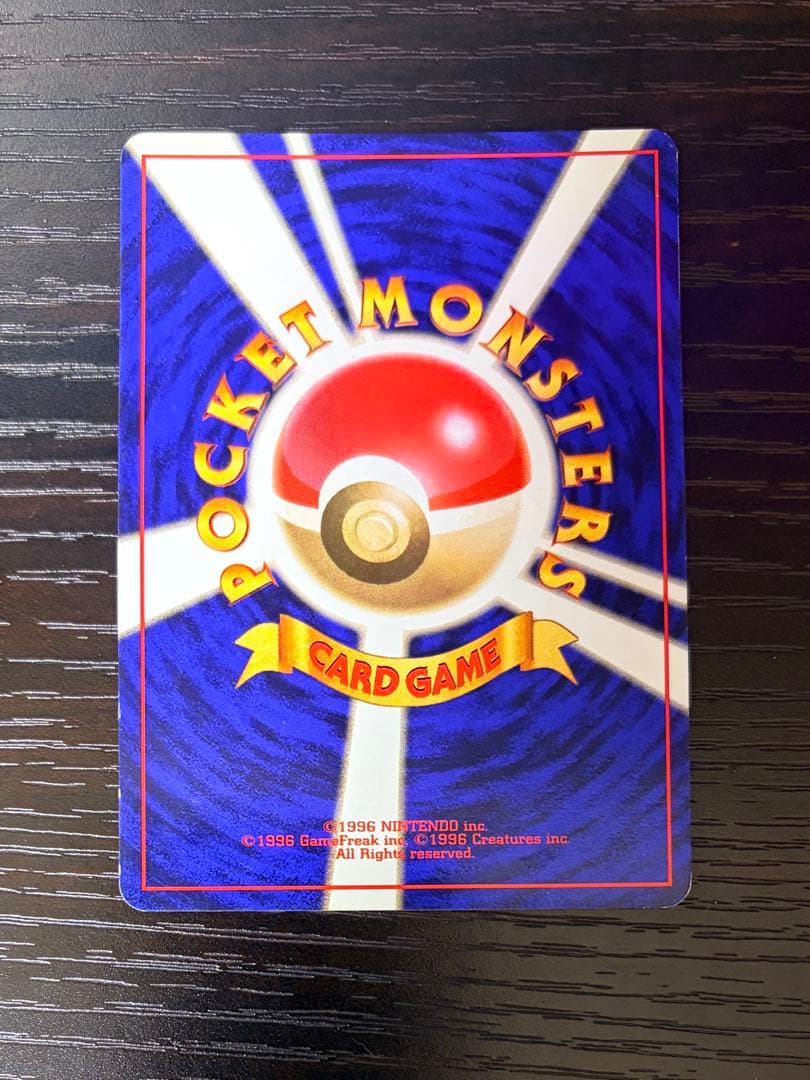 POCKET MONSTERS
CARD GAME
©1996 NINTENDO inc.
©1996 GameFreak inc. ©1996 Creatures inc.
All Rights reserved.